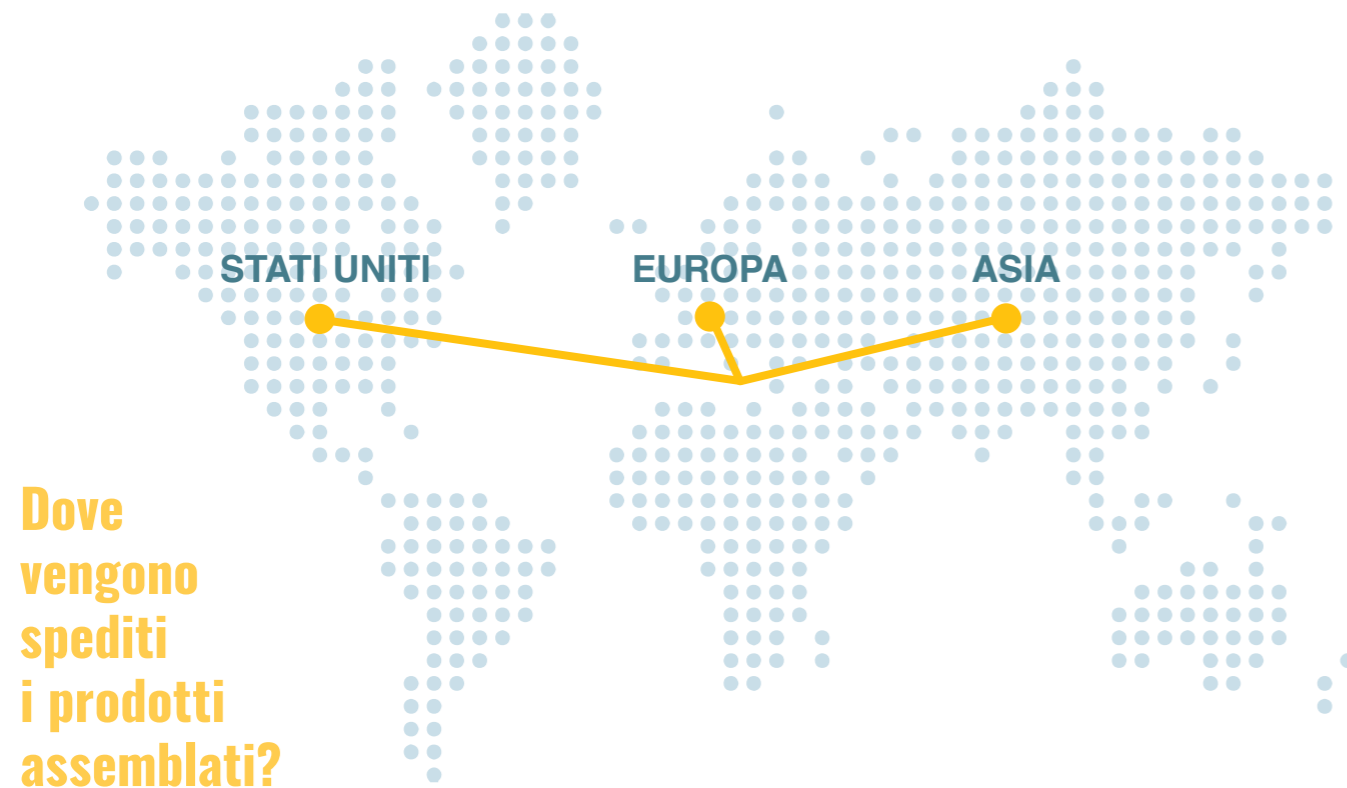 STATI UNITI
EUROPA
ASIA
Dove
vengono
spediti
i prodotti
assemblati?